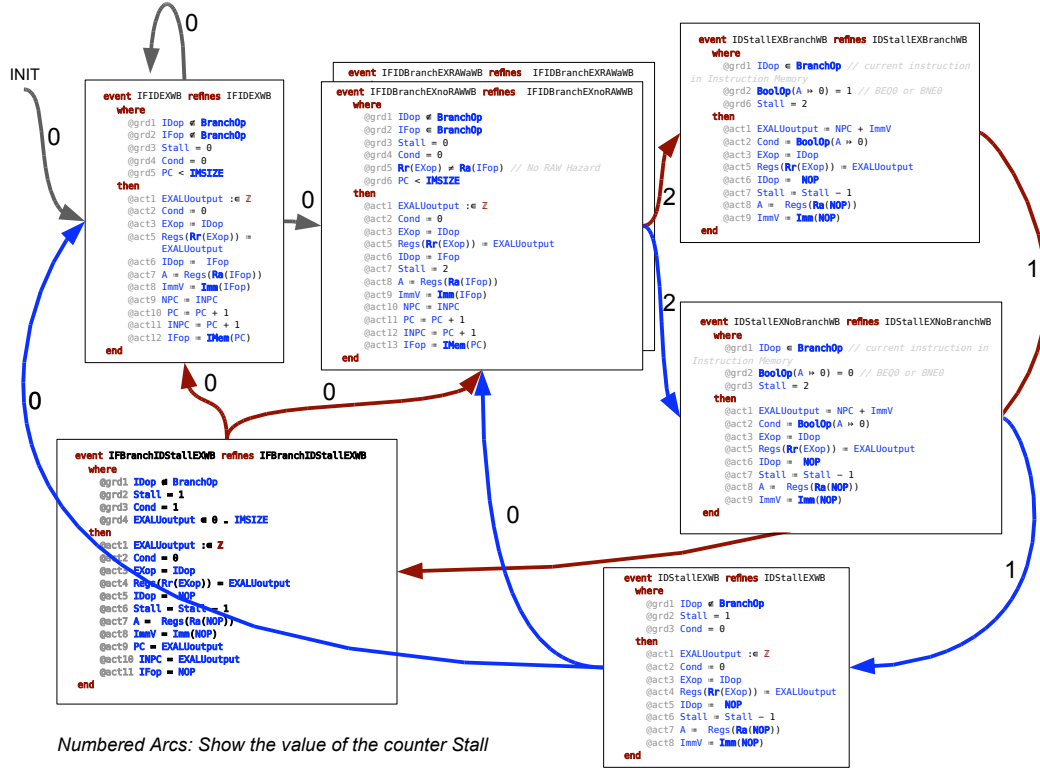 INIT
0
0
0
event IFIDEXWB refines IFIDEXWB
where
@grd1 IDop ∉ BranchOp
@grd2 IFop ∉ BranchOp
@grd3 Stall = 0
@grd4 Cond = 0
@grd5 PC < IMSIZE
then
@act1 EXALUoutput :∈ ℤ
@act2 Cond ≔ 0
@act3 EXop ≔ IDop
@act5 Regs(Rr(EXop)) ≔
EXALUoutput
@act6 IDop ≔ IFop
@act7 A ≔ Regs(Ra(IFop))
@act8 ImmV ≔ Imm(IFop)
@act9 NPC ≔ INPC
@act10 PC ≔ PC + 1
@act11 INPC ≔ PC + 1
@act12 IFop ≔ IMem(PC)
end
event IFIDBranchEXRAWaWB refines IFIDBranchEXRAWaWB
event IFIDBranchEXnoRAWWB refines IFIDBranchEXnoRAWWB
where
@grd1 IDop ∉ BranchOp
@grd2 IFop ∈ BranchOp
@grd3 Stall = 0
@grd4 Cond = 0
@grd5 Rr(EXop) ≠ Ra(IFop) // No RAW Hazard
@grd6 PC < IMSIZE
then
@act1 EXALUoutput :∈ ℤ
@act2 Cond ≔ 0
@act3 EXop ≔ IDop
@act5 Regs(Rr(EXop)) ≔ EXALUoutput
@act6 IDop ≔ IFop
@act7 Stall ≔ 2
@act8 A ≔ Regs(Ra(IFop))
@act9 ImmV ≔ Imm(IFop)
@act10 NPC ≔ INPC
@act11 PC ≔ PC + 1
@act12 INPC ≔ PC + 1
@act13 IFop ≔ IMem(PC)
end
2
2
event IDStallEXBranchWB refines IDStallEXBranchWB
where
@grd1 IDop ∈ BranchOp // current instruction
in Instruction Memory
@grd2 BoolOp(A ↦ 0) = 1 // BEQ0 or BNE0
@grd6 Stall = 2
then
@act1 EXALUoutput ≔ NPC + ImmV
@act2 Cond ≔ BoolOp(A ↦ 0)
@act3 EXop ≔ IDop
@act5 Regs(Rr(EXop)) ≔ EXALUoutput
@act6 IDop ≔ NOP
@act7 Stall ≔ Stall − 1
@act8 A ≔ Regs(Ra(NOP))
@act9 ImmV ≔ Imm(NOP)
end
1
event IDStallEXNoBranchWB refines IDStallEXNoBranchWB
where
@grd1 IDop ∈ BranchOp // current instruction in
Instruction Memory
@grd2 BoolOp(A ↦ 0) = 0 // BEQ0 or BNE0
@grd3 Stall = 2
then
@act1 EXALUoutput ≔ NPC + ImmV
@act2 Cond ≔ BoolOp(A ↦ 0)
@act3 EXop ≔ IDop
@act5 Regs(Rr(EXop)) ≔ EXALUoutput
@act6 IDop ≔ NOP
@act7 Stall ≔ Stall − 1
@act8 A ≔ Regs(Ra(NOP))
@act9 ImmV ≔ Imm(NOP)
end
0
0
0
0
1
event IFBranchIDStallEXWB refines IFBranchIDStallEXWB
where
@grd1 IDop ∉ BranchOp
@grd2 Stall = 1
@grd3 Cond = 1
@grd4 EXALUoutput ∈ 0 ‥ IMSIZE
then
@act1 EXALUoutput :∈ ℤ
@act2 Cond ≔ 0
@act3 EXop ≔ IDop
@act4 Regs(Rr(EXop)) ≔ EXALUoutput
@act5 IDop ≔ NOP
@act6 Stall ≔ Stall − 1
@act7 A ≔ Regs(Ra(NOP))
@act8 ImmV ≔ Imm(NOP)
@act9 PC ≔ EXALUoutput
@act10 INPC ≔ EXALUoutput
@act11 IFop ≔ NOP
end
event IDStallEXWB refines IDStallEXWB
where
@grd1 IDop ∉ BranchOp
@grd2 Stall = 1
@grd3 Cond = 0
then
@act1 EXALUoutput :∈ ℤ
@act2 Cond ≔ 0
@act3 EXop ≔ IDop
@act4 Regs(Rr(EXop)) ≔ EXALUoutput
@act5 IDop ≔ NOP
@act6 Stall ≔ Stall − 1
@act7 A ≔ Regs(Ra(NOP))
@act8 ImmV ≔ Imm(NOP)
end
Numbered Arcs: Show the value of the counter Stall